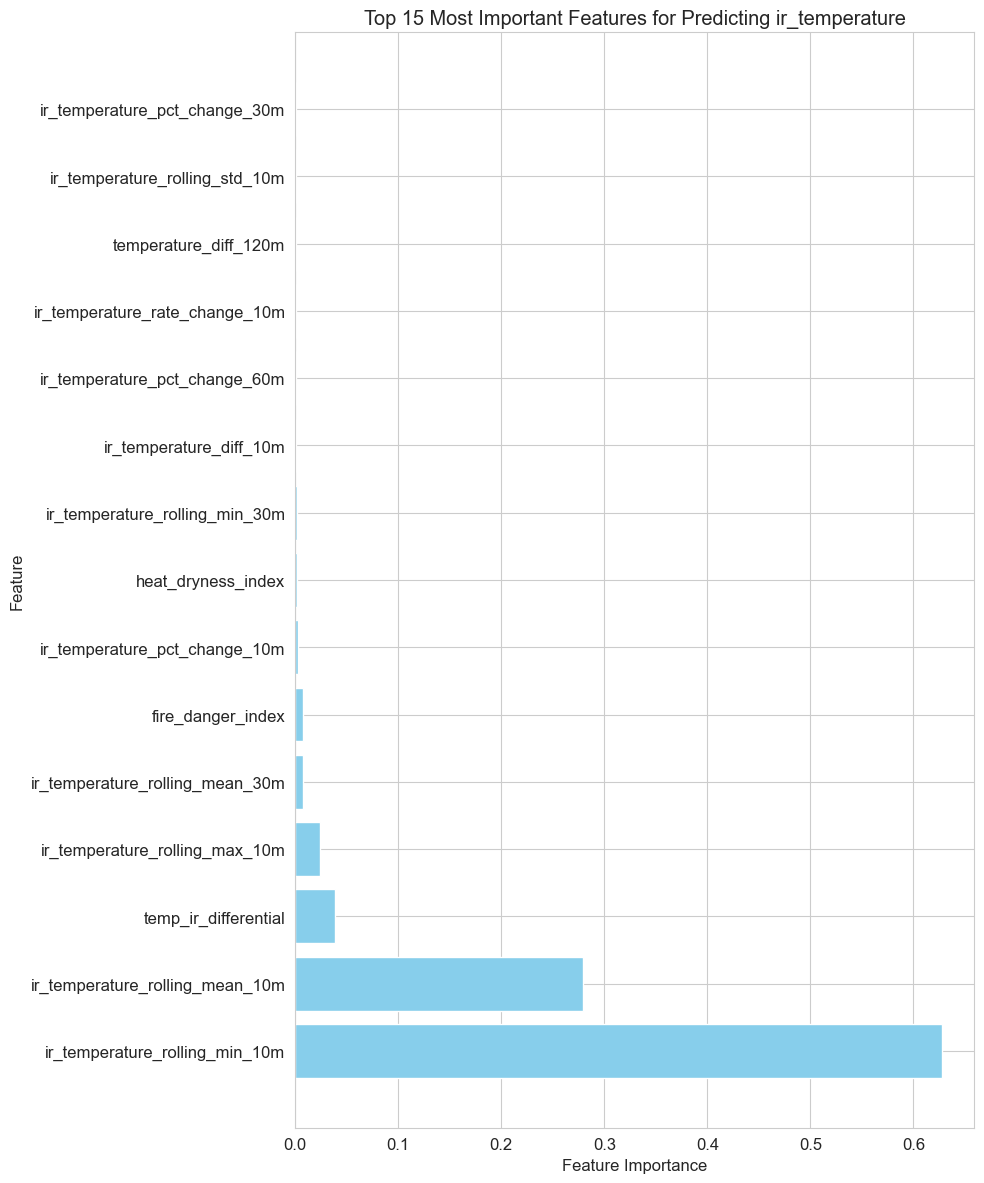 Top 15 Most Important Features for Predicting ir_temperature
ir_temperature_pct_change_30m
ir_temperature_rolling_std_10m
temperature_diff_120m
ir_temperature_rate_change_10m
ir_temperature_pct_change_60m
ir_temperature_diff_10m
ir_temperature_rolling_min_30m
heat_dryness_index
ir_temperature_pct_change_10m
fire_danger_index
ir_temperature_rolling_mean_30m
ir_temperature_rolling_max_10m
temp_ir_differential
ir_temperature_rolling_mean_10m
ir_temperature_rolling_min_10m
Feature
0.0 0.1 0.2 0.3 0.4 0.5 0.6
Feature Importance